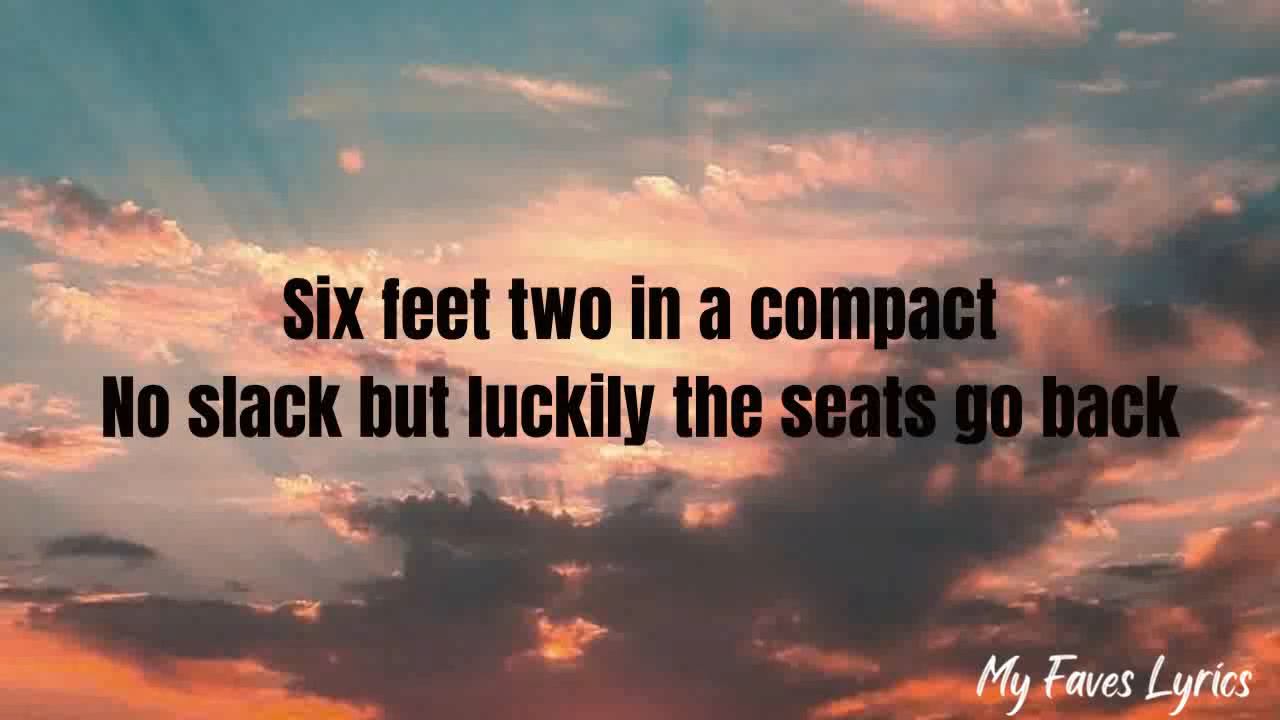 Six feet two in a compact
No slack but luckily the seats go back
My Faves Lyrics